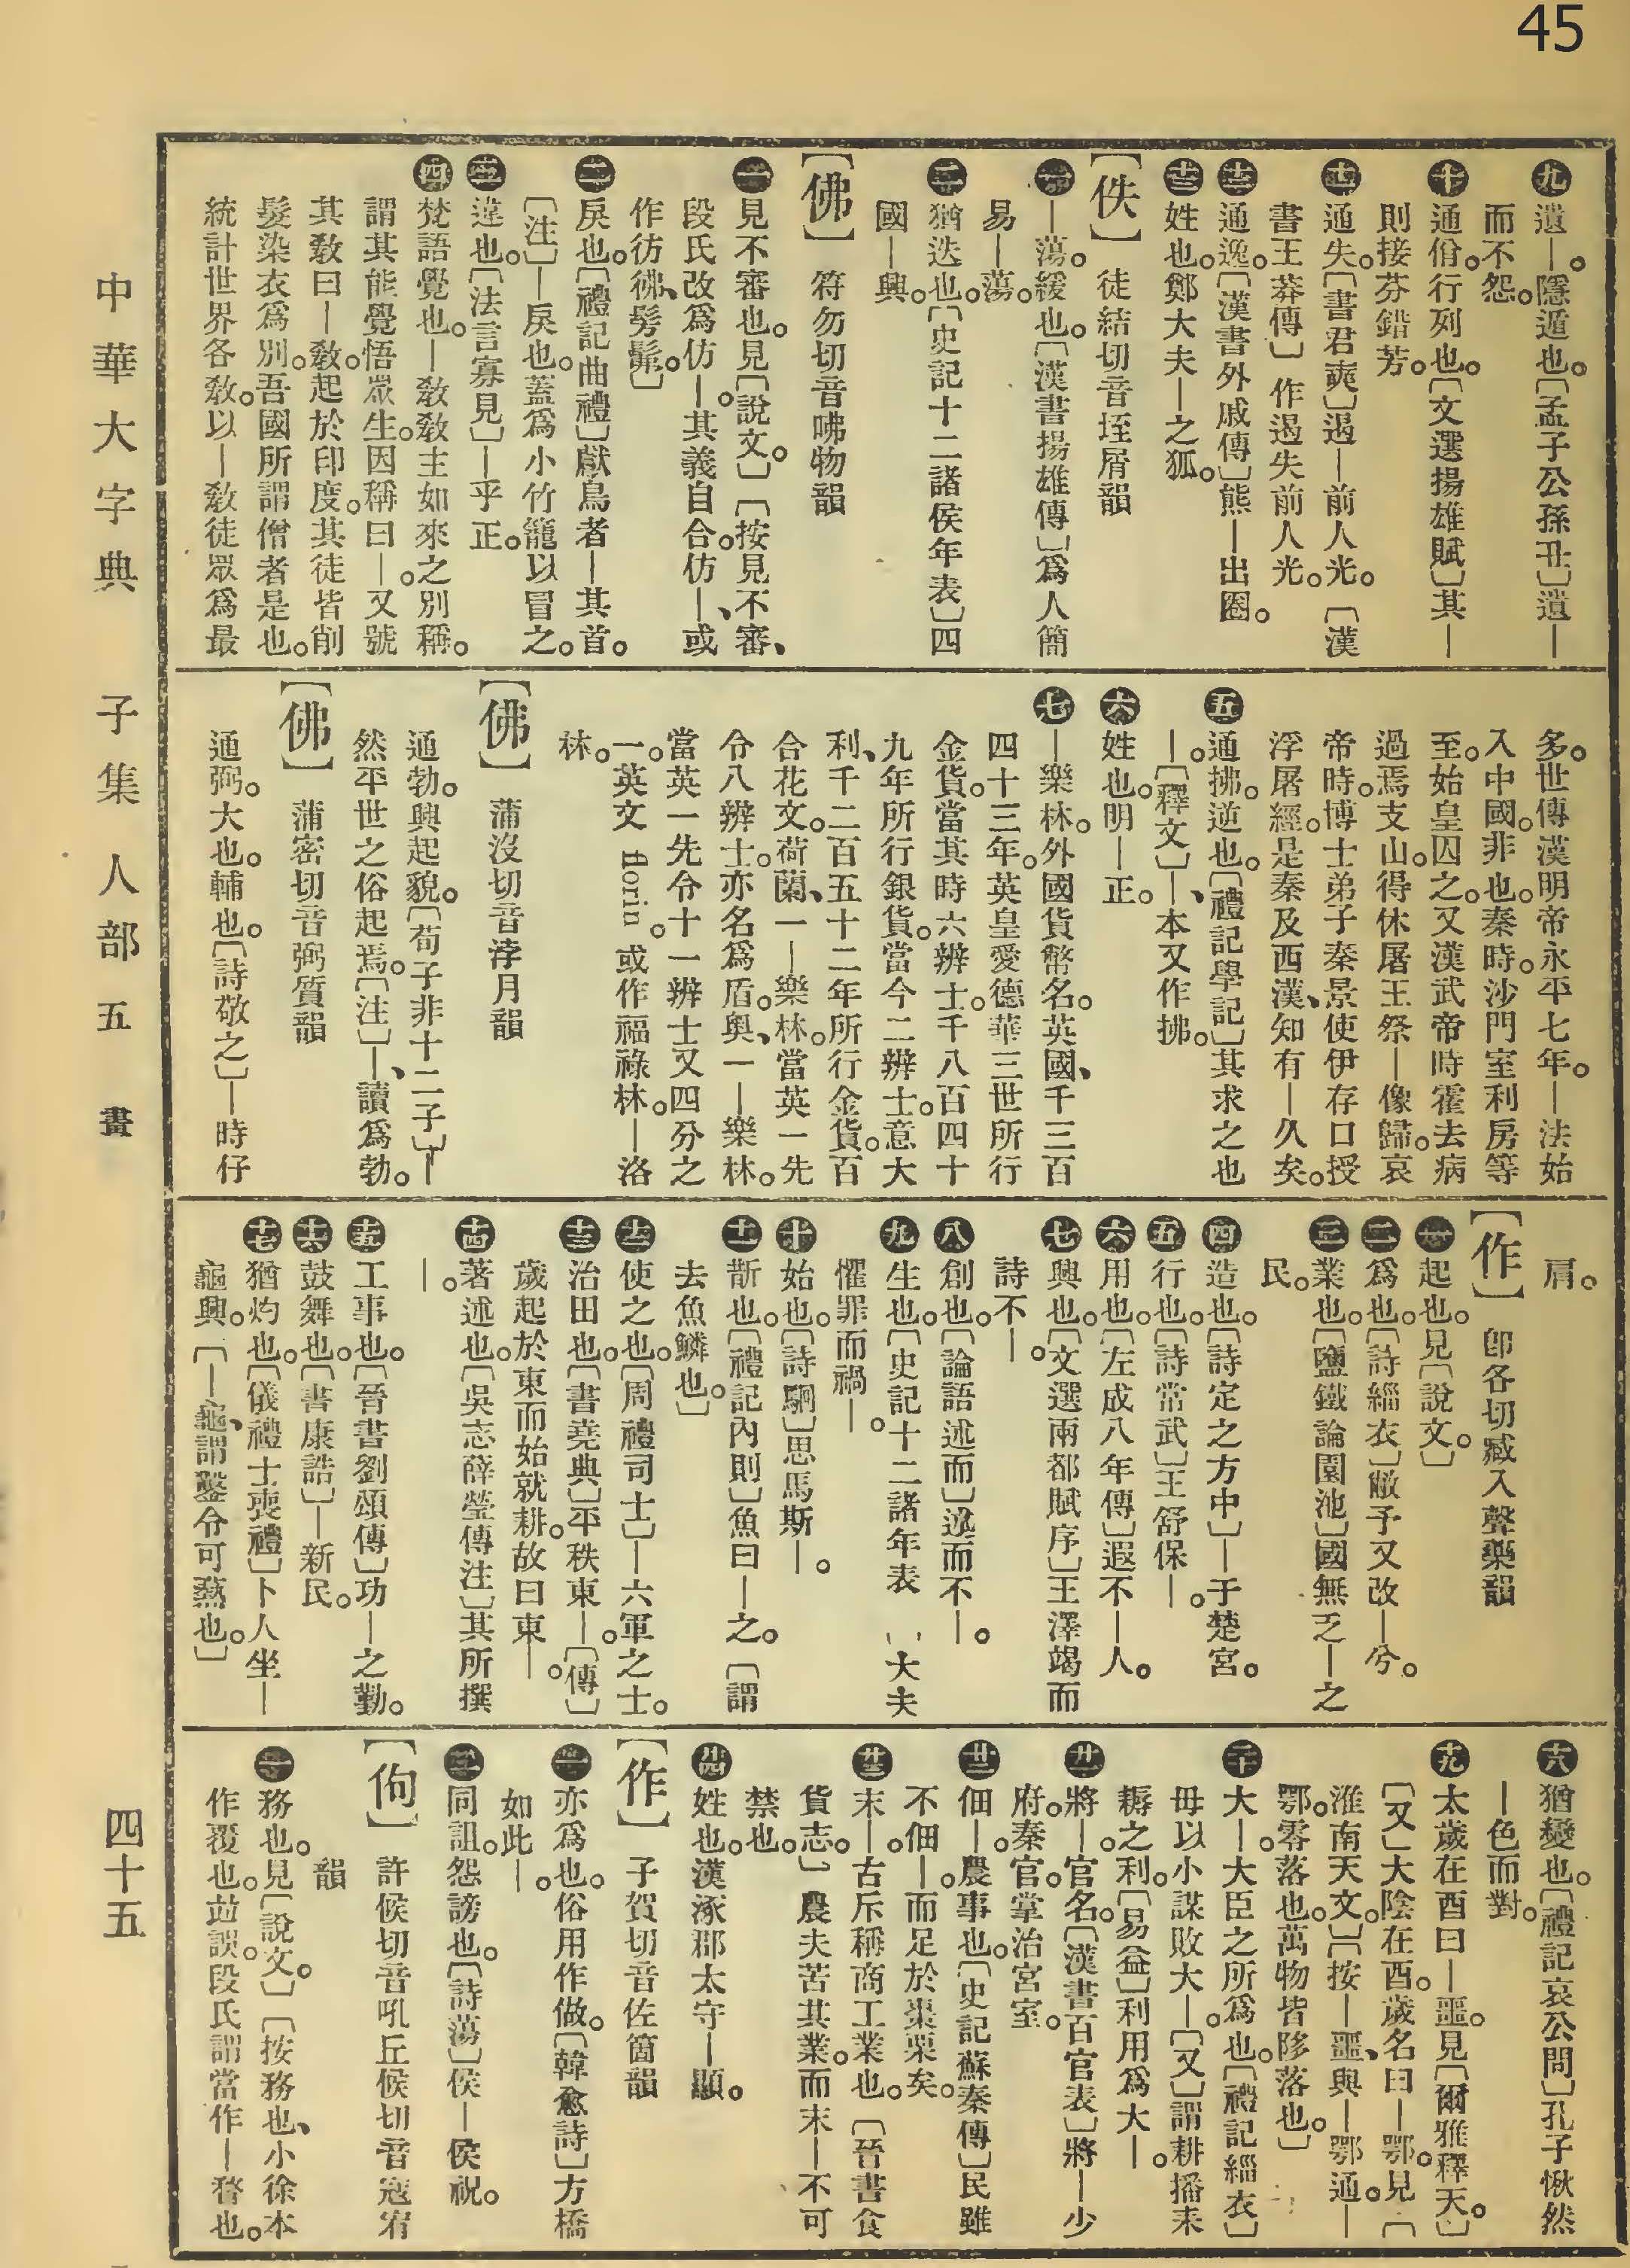 45
九 遺—。隱遁也。〔孟子公孫丑〕遺—
而不怨。
十 通佾。行列也。〔文選揚雄賦〕其—
則接芬錯芳。
十一 通失。〔書君奭〕遏—前人光。〔漢
書王莽傳〕作遏失前人光。
十二 通逸。〔漢書外戚傳〕熊—出圈。
十三 姓也。鄭大夫—之狐。
〔佚〕 徒結切音垤屑韻
一 —蕩。緩也。〔漢書揚雄傳〕爲人簡
易—蕩。
二 猶迭也。〔史記十二諸侯年表〕四
國—興。
〔佛〕 符勿切音咈物韻
一 見不審也。見〔說文。〕〔按見不審、
段氏改爲仿—。其義自合。仿—、或
作彷彿、髣髴。〕
二 戾也。〔禮記曲禮〕獻鳥者—其首。
〔注〕—戾也。蓋爲小竹籠以冒之。
三 違也。〔法言寡見〕—乎正。
四 梵語覺也。—敎敎主如來之別稱。
謂其能覺悟眾生。因稱曰—。又號
其敎曰—敎。起於印度。其徒皆削
髮染衣爲別。吾國所謂僧者是也。
統計世界各敎。以—敎徒眾爲最
多。世傳漢明帝永平七年。—法始
入中國。非也。秦時。沙門室利房等
至。始皇囚之。又漢武帝時霍去病
過焉支山。得休屠王祭—像歸。哀
帝時。博士弟子秦景使伊存口授
浮屠經。是秦及西漢、知有—久矣。
五 通拂。逆也。〔禮記學記〕其求之也
—。〔釋文〕—、本又作拂。
六 姓也。明—正。
七 —樂林。外國貨幣名。英國、千三百
四十三年。英皇愛德華三世所行
金貨。當其時六辨士。千八百四十
九年所行銀貨。當今二辨士。意大
利、千二百五十二年所行金貨。百
合花文。荷蘭、一—樂林。當英一先
令八辨士。亦名爲盾。奥、一—樂林。
當英一先令十一辨士又四分之
一。英文 florin。或作福祿林。—洛
林。
〔佛〕 蒲沒切音浡月韻
通勃。興起貌。〔荀子非十二子〕—
然平世之俗起焉。〔注〕—、讀爲勃。
〔佛〕 蒲密切音弼質韻
通弼。大也。輔也。〔詩敬之〕—時仔
肩。
〔作〕 卽各切臧入聲藥韻
一 起也。見〔說文。〕
二 爲也。〔詩緇衣〕敝予又改—兮。
三 業也。〔鹽鐵論園池〕國無乏—之
民。
四 造也。〔詩定之方中〕—于楚宮。
五 行也。〔詩常武〕王舒保—。
六 用也。〔左成八年傳〕遐不—人。
七 興也。〔文選兩都賦序〕王澤竭而
詩不—。
八 創也。〔論語述而〕述而不—。
九 生也。〔史記十二諸年表〕大夫
懼罪而禍—。
十 始也。〔詩駉〕思馬斯—。
十一 斮也。〔禮記內則〕魚曰—之。〔謂
去魚鱗也。〕
十二 使之也。〔周禮司士〕—六軍之士。
十三 治田也。〔書堯典〕平秩東—。〔傳〕
歲起於東而始就耕。故曰東—。
十四 著述也。〔吳志薛瑩傳注〕其所撰
—。
十五 工事也。〔晉書劉頌傳〕功—之勤。
十六 鼓舞也。〔書康誥〕—新民。
十七 猶灼也。〔儀禮士喪禮〕卜人坐—
龜興。〔—龜、謂鑿令可爇也。〕
十八 猶變也。〔禮記哀公問〕孔子愀然
—色而對。
十九 太歲在酉曰—噩。見〔爾雅釋天。〕
〔又〕大陰在酉。歲名曰—鄂。見〔
淮南天文。〕〔按—噩、與—鄂通。—
鄂。零落也。萬物皆陊落也。〕
二十 大—。大臣之所爲也。〔禮記緇衣〕
毋以小謀敗大—。〔又〕謂耕播耒
耨之利。〔易益〕利用爲大—。
廿一 將—。官名。〔漢書百官表〕將—少
府。秦官。掌治宮室。
廿二 佃—。農事也。〔史記蘇秦傳〕民雖
不佃—而足於棗栗矣。
廿三 末—。古斥稱商工業也。〔晉書食
貨志。〕農夫苦其業。而末—不可
禁也。
廿四 姓也。漢涿郡太守—顯。
〔作〕 子賀切音佐箇韻
一 亦爲也。俗用作做。〔韓愈詩〕方橋
如此—。
二 同詛。怨謗也。〔詩蕩〕侯—侯祝。
〔佝〕 許候切音吼丘候切音寇宥
韻
一 務也。見〔說文。〕〔按務也、小徐本
作覆也。竝誤。段氏謂當作—瞀也。
中華大字典 子集 人部 五畫 四十五